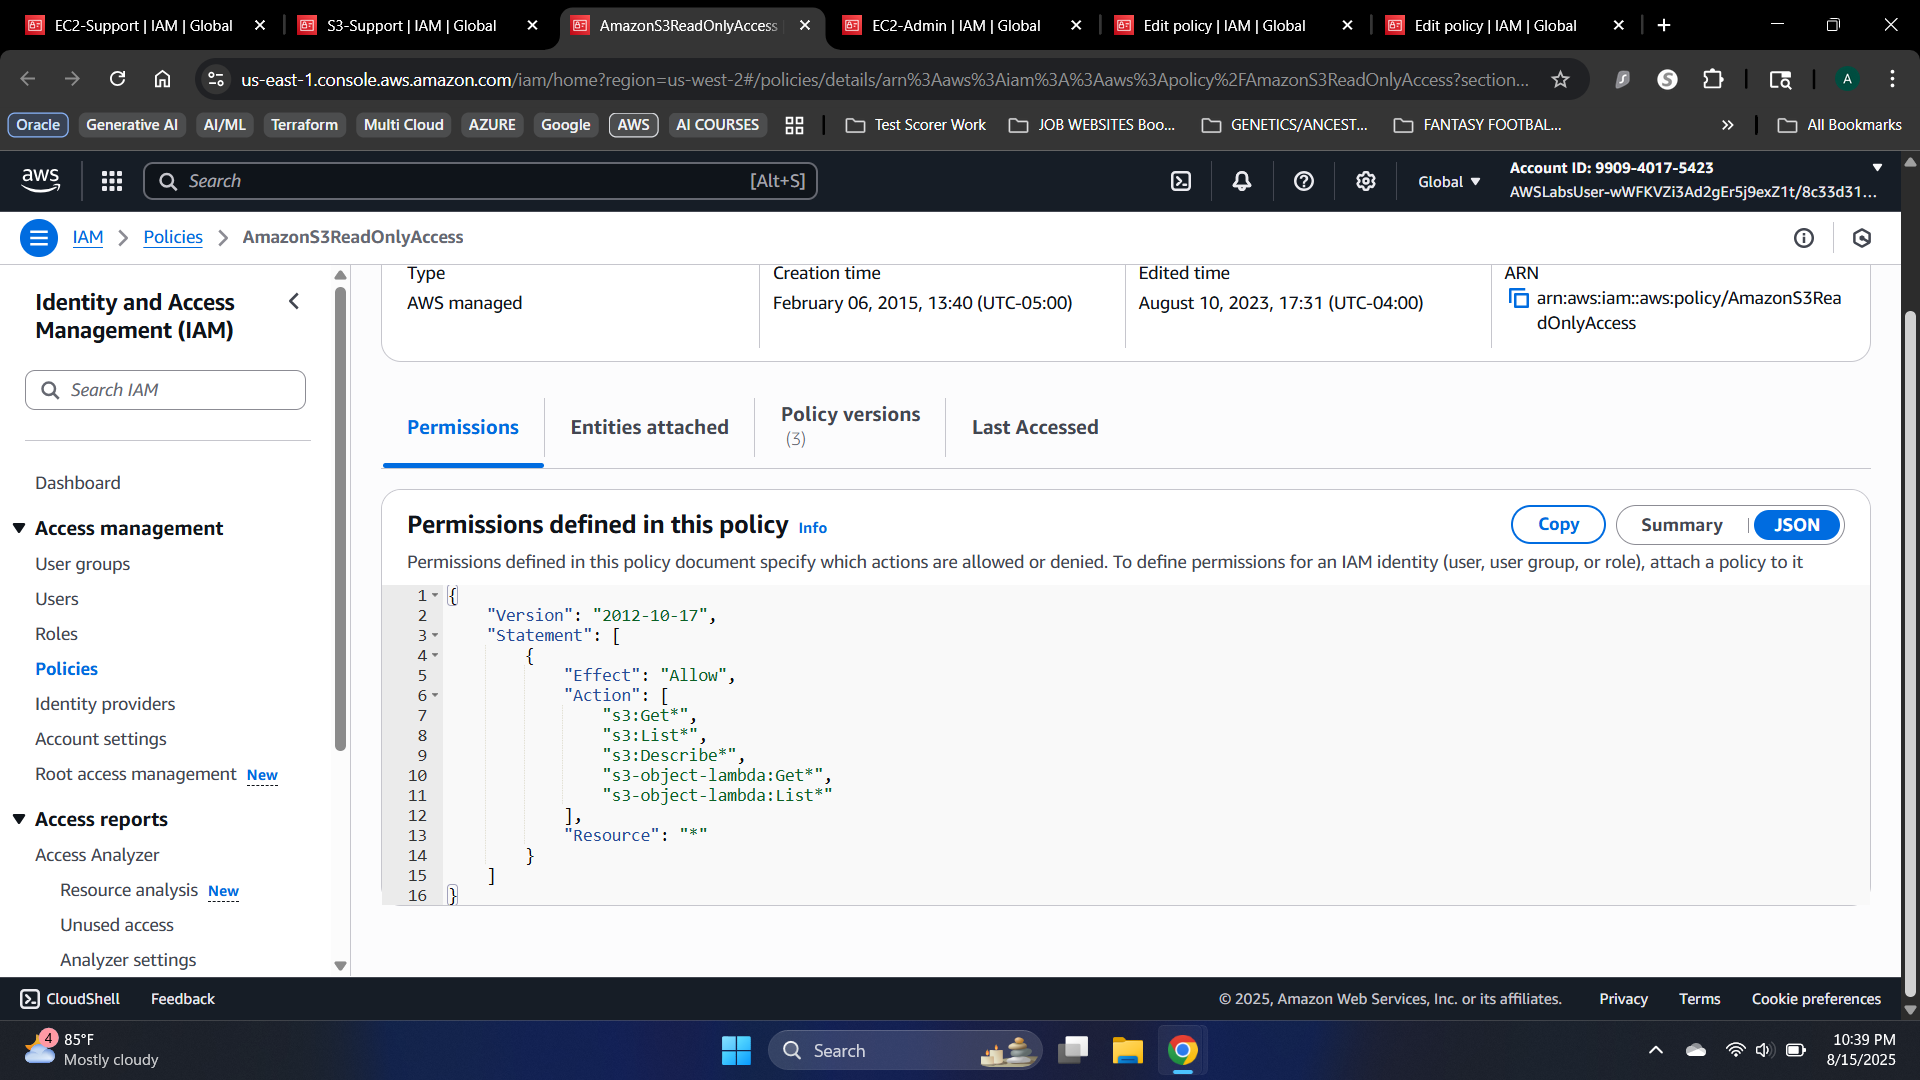 EC2-Support | IAM | Global
S3-Support | IAM | Global
AmazonS3ReadOnlyAccess
EC2-Admin | IAM | Global
Edit policy | IAM | Global
Edit policy | IAM | Global
us-east-1.console.aws.amazon.com/iam/home?region=us-west-2#/policies/details/arn%3Aaws%3Aiam%3A%3Aaws%3Apolicy%2FAmazonS3ReadOnlyAccess?section...
A
Oracle
Generative AI
AI/ML
Terraform
Multi Cloud
AZURE
Google
AWS
AI COURSES
Test Scorer Work
JOB WEBSITES Boo...
GENETICS/ANCEST...
FANTASY FOOTBAL...
All Bookmarks
aws
Search
[Alt+S]
Global
Account ID: 9909-4017-5423
AWSLabsUser-wWFKVZi3Ad2gEr5j9exZ1t/8c33d31...
IAM
Policies
AmazonS3ReadOnlyAccess
Identity and Access
Management (IAM)
Search IAM
Dashboard
Access management
User groups
Users
Roles
Policies
Identity providers
Account settings
Root access management New
Access reports
Access Analyzer
Resource analysis New
Unused access
Analyzer settings
Type
AWS managed
Creation time
February 06, 2015, 13:40 (UTC-05:00)
Edited time
August 10, 2023, 17:31 (UTC-04:00)
ARN
arn:aws:iam::aws:policy/AmazonS3Rea
dOnlyAccess
Permissions
Entities attached
Policy versions
(3)
Last Accessed
Permissions defined in this policy Info
Copy
Summary
JSON
Permissions defined in this policy document specify which actions are allowed or denied. To define permissions for an IAM identity (user, user group, or role), attach a policy to it
1 {
2 "Version": "2012-10-17",
3 "Statement": [
4 {
5 "Effect": "Allow",
6 "Action": [
7 "s3:Get*",
8 "s3:List*",
9 "s3:Describe*",
10 "s3-object-lambda:Get*",
11 "s3-object-lambda:List*"
12 ],
13 "Resource": "*"
14 }
15 ]
16 }
CloudShell
Feedback
© 2025, Amazon Web Services, Inc. or its affiliates.
Privacy
Terms
Cookie preferences
4
85°F
Mostly cloudy
Search
10:39 PM
8/15/2025